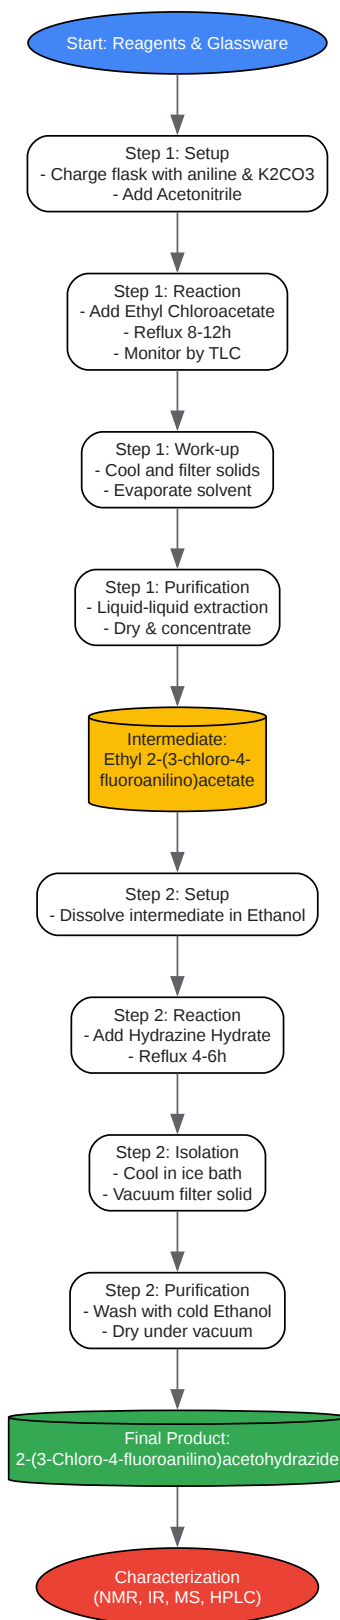 Start: Reagents & Glassware
Step 1: Setup
- Charge flask with aniline & K2CO3
- Add Acetonitrile
Step 1: Reaction
- Add Ethyl Chloroacetate
- Reflux 8-12h
- Monitor by TLC
Step 1: Work-up
- Cool and filter solids
- Evaporate solvent
Step 1: Purification
- Liquid-liquid extraction
- Dry & concentrate
Intermediate:
Ethyl 2-(3-chloro-4-
fluoroanilino)acetate
Step 2: Setup
- Dissolve intermediate in Ethanol
Step 2: Reaction
- Add Hydrazine Hydrate
- Reflux 4-6h
Step 2: Isolation
- Cool in ice bath
- Vacuum filter solid
Step 2: Purification
- Wash with cold Ethanol
- Dry under vacuum
Final Product:
2-(3-Chloro-4-fluoroanilino)acetohydrazide
Characterization
(NMR, IR, MS, HPLC)